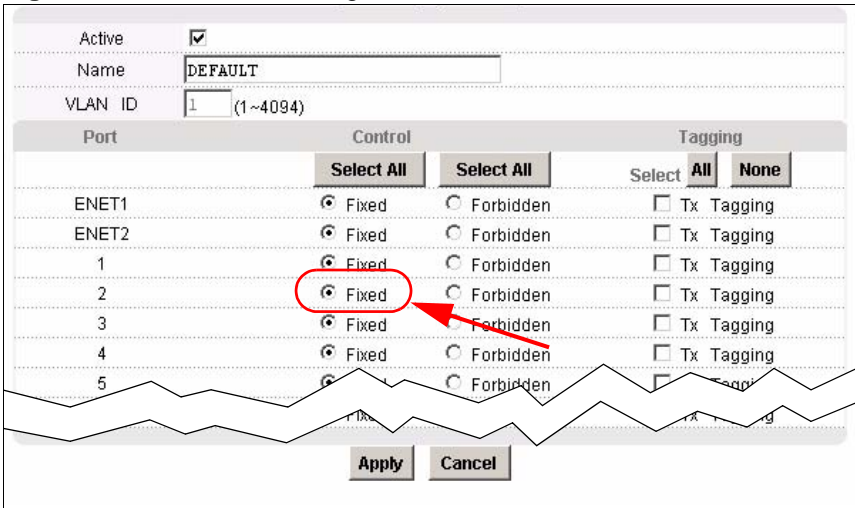 Active
Name DEFAULT
VLAN ID 1 (1~4094)
Port Control Tagging
Select All Select All Select All None
ENET1 Fixed Forbidden Tx Tagging
ENET2 Fixed Forbidden Tx Tagging
1 Fixed Forbidden Tx Tagging
2 Fixed Forbidden Tx Tagging
3 Fixed Forbidden Tx Tagging
4 Fixed Forbidden Tx Tagging
5 Forbidden
Apply Cancel